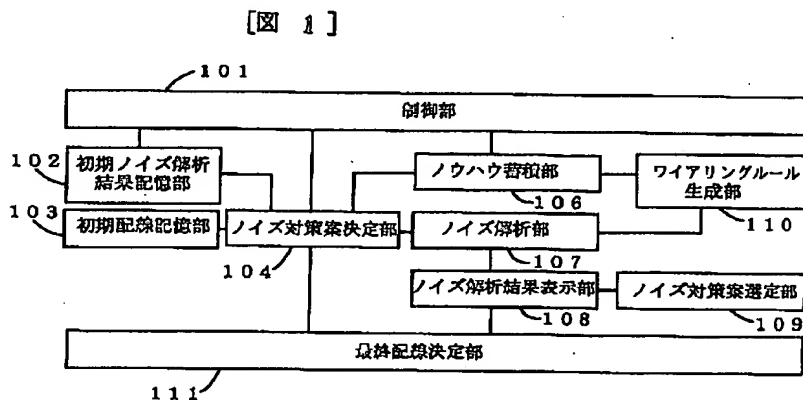 [図 1]
101
制御部
102
初期ノイズ解析
結果記憶部
ノウハウ蓄積部
106
ワイアリングルール
生成部
110
103
初期配線記憶部
ノイズ対策案決定部
104
ノイズ解析部
107
ノイズ解析結果表示部
108
ノイズ対策案選定部
109
最終配線決定部
111